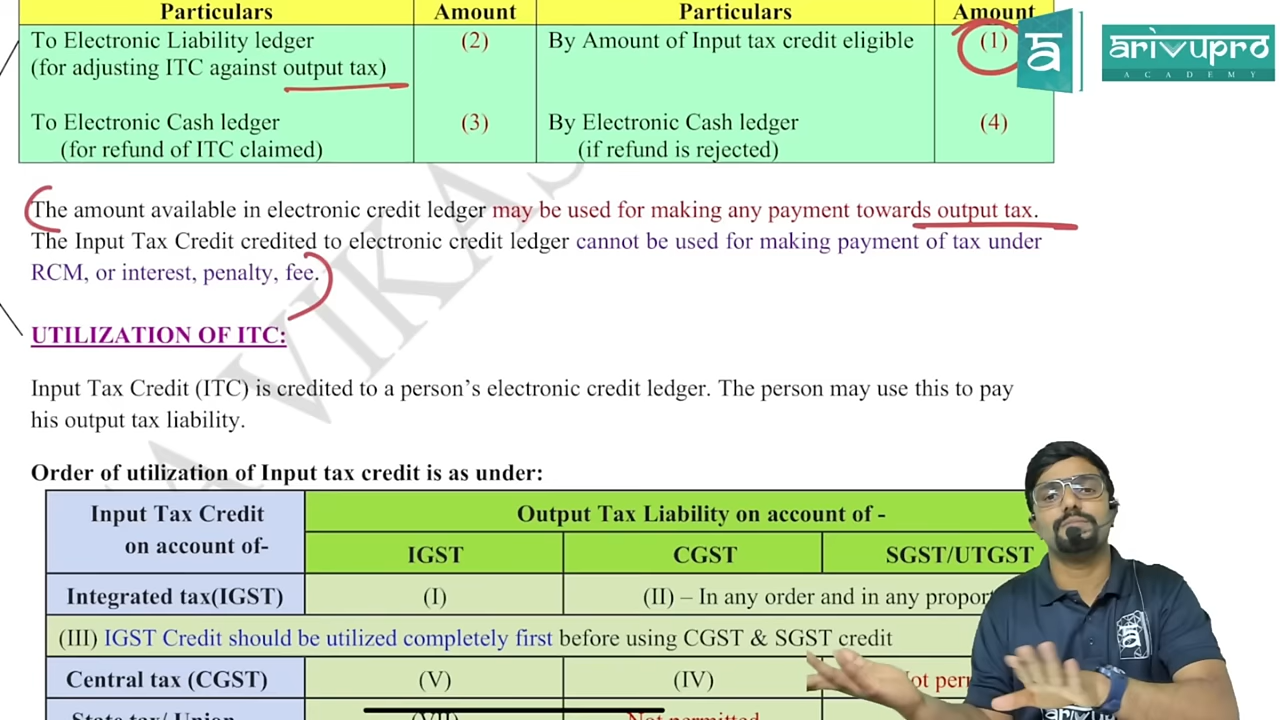 Particulars Amount Particulars Amount
To Electronic Liability ledger (2) By Amount of Input tax credit eligible (1)
(for adjusting ITC against output tax)
To Electronic Cash ledger (3) By Electronic Cash ledger (4)
(for refund of ITC claimed) (if refund is rejected)
arivupro
ACADEMY
The amount available in electronic credit ledger may be used for making any payment towards output tax.
The Input Tax Credit credited to electronic credit ledger cannot be used for making payment of tax under
RCM, or interest, penalty, fee.
VIKAS
UTILIZATION OF ITC:
Input Tax Credit (ITC) is credited to a person's electronic credit ledger. The person may use this to pay
his output tax liability.
Order of utilization of Input tax credit is as under:
Input Tax Credit Output Tax Liability on account of -
on account of-
IGST CGST SGST/UTGST
Integrated tax(IGST) (I) (II) – In any order and in any
(III) IGST Credit should be utilized completely first before using CGST & SGST credit
Central tax (CGST) (V) (IV)
State tax/ Union (VII) Not permitted